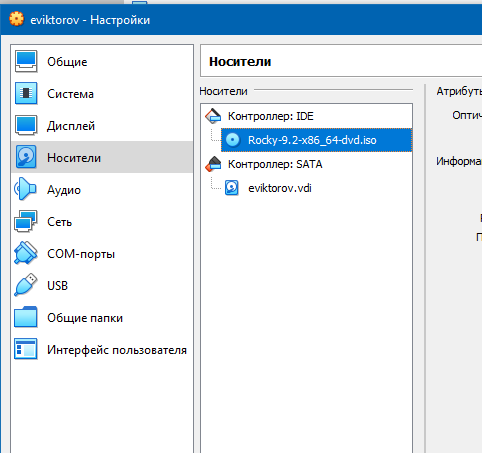 eviktorov - Настройки
Общие
Система
Дисплей
Носители
Аудио
Сеть
COM-порты
USB
Общие папки
Интерфейс пользователя
Носители
Носители
Контроллер: IDE
Rocky-9.2-x86_64-dvd.iso
Контроллер: SATA
eviktorov.vdi
Атрибуты
Оптич
Информа